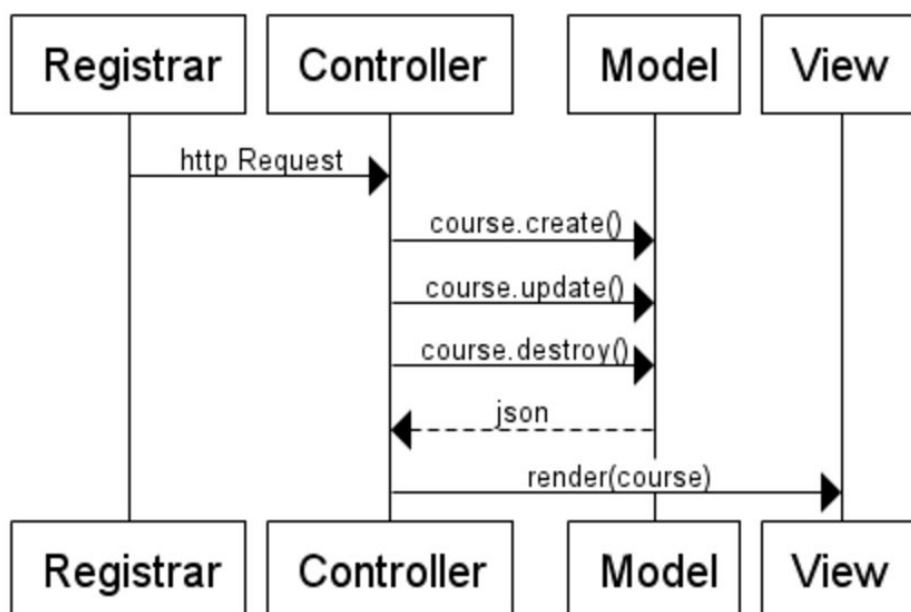 Registrar Controller Model View
http Request
course.create()
course.update()
course.destroy()
json
render(course)
Registrar Controller Model View